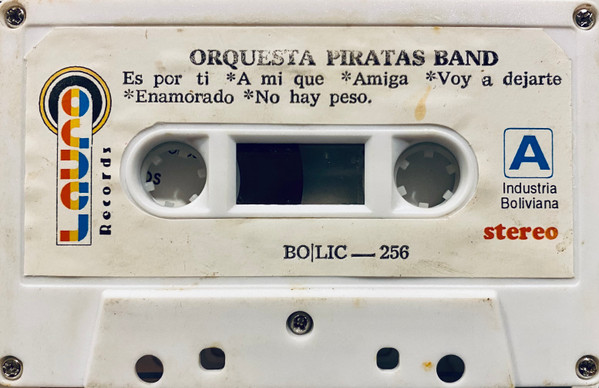 ORQUESTA PIRATAS BAND
Es por ti *A mi que *Amiga *Voy a dejarte
*Enamorado *No hay peso.
Lauro
Records
A
Industria
Boliviana
stereo
BO|LIC — 256